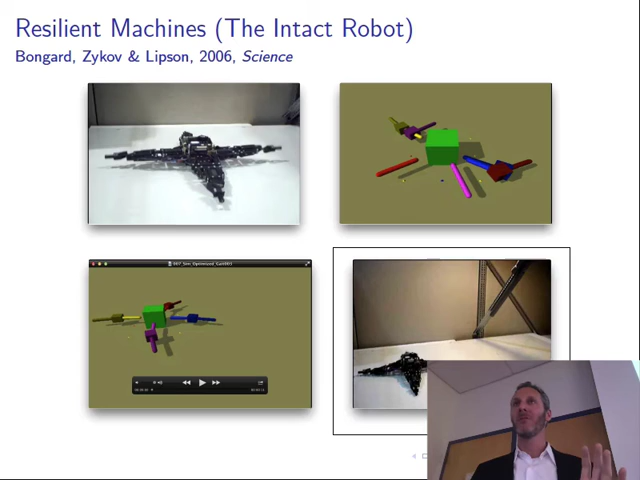 Resilient Machines (The Intact Robot)
Bongard, Zykov & Lipson, 2006, Science